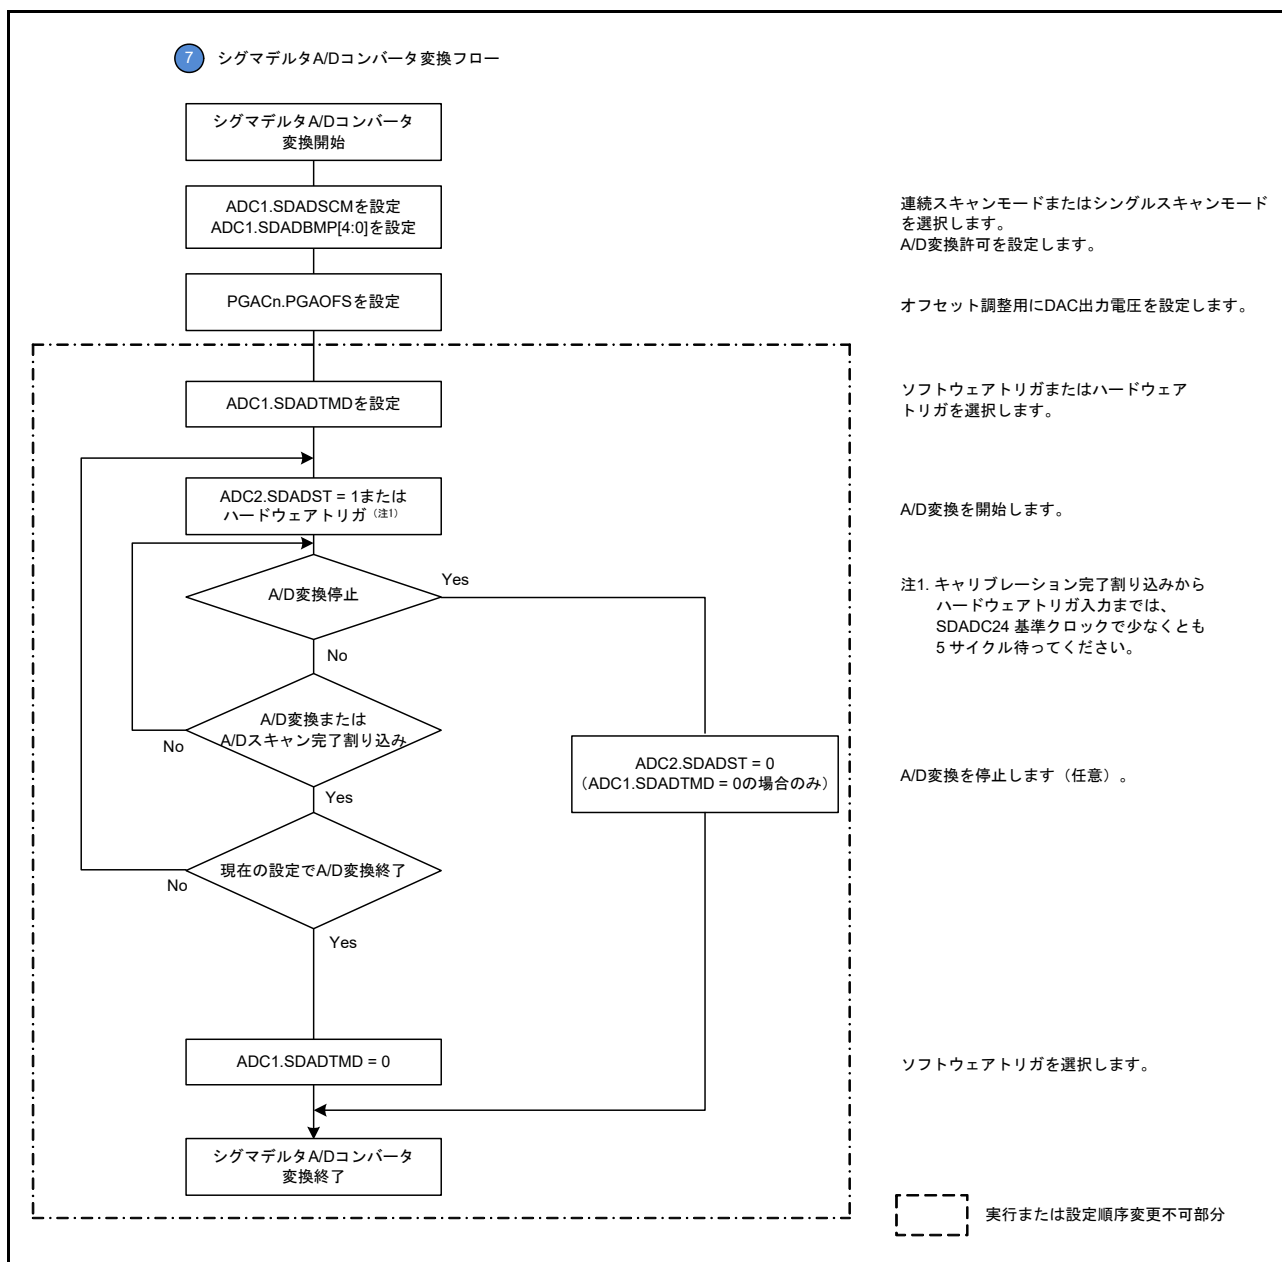 7 シグマデルタA/Dコンバータ変換フロー
シグマデルタA/Dコンバータ
変換開始
ADC1.SDADSCMを設定
ADC1.SDADBMP[4:0]を設定
連続スキャンモードまたはシングルスキャンモード
を選択します。
A/D変換許可を設定します。
PGACn.PGAOFSを設定
オフセット調整用にDAC出力電圧を設定します。
ADC1.SDADTMDを設定
ソフトウェアトリガまたはハードウェア
トリガを選択します。
ADC2.SDADST = 1または
ハードウェアトリガ（注1）
A/D変換を開始します。
A/D変換停止
Yes
No
注1. キャリブレーション完了割り込みから
ハードウェアトリガ入力までは、
SDADC24 基準クロックで少なくとも
5 サイクル待ってください。
A/D変換または
A/Dスキャン完了割り込み
No
Yes
ADC2.SDADST = 0
（ADC1.SDADTMD = 0の場合のみ）
A/D変換を停止します（任意）。
現在の設定でA/D変換終了
No
Yes
ADC1.SDADTMD = 0
ソフトウェアトリガを選択します。
シグマデルタA/Dコンバータ
変換終了
実行または設定順序変更不可部分